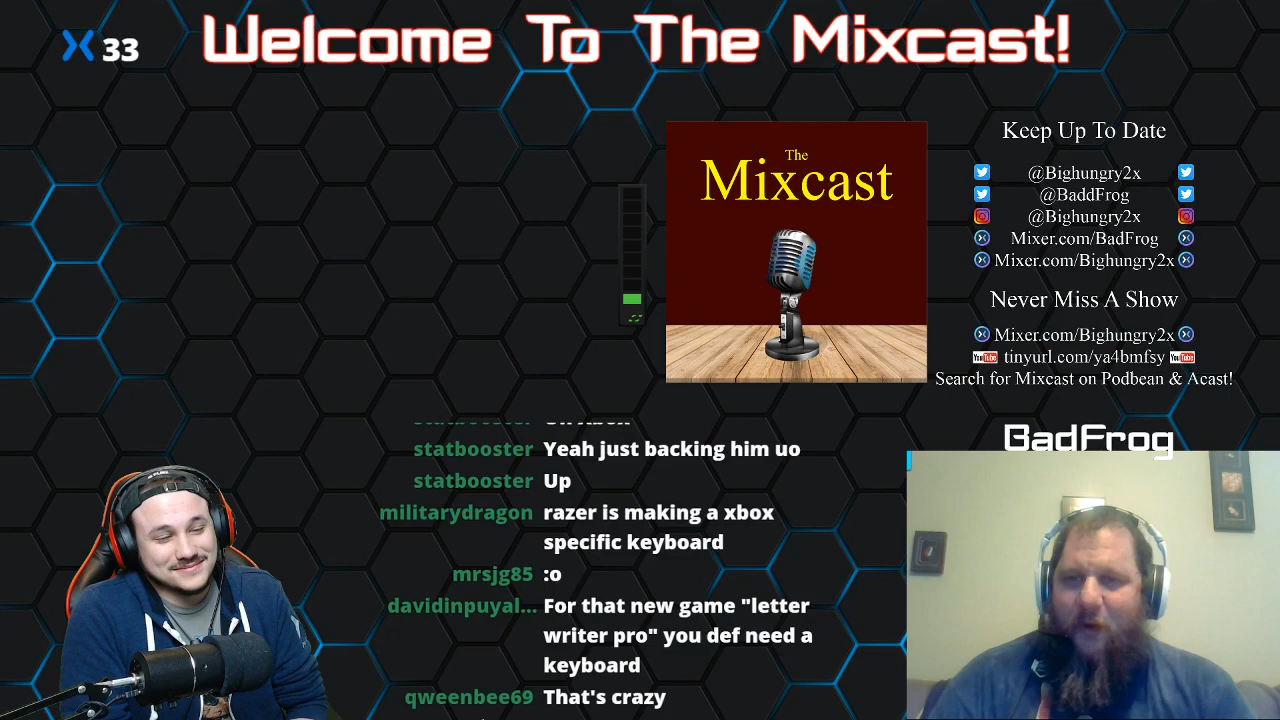 33
Welcome To The Mixcast!
The
Mixcast
Keep Up To Date
@Bighungry2x
@BaddFrog
@Bighungry2x
Mixer.com/BadFrog
Mixer.com/Bighungry2x
Never Miss A Show
Mixer.com/Bighungry2x
YouTube tinyurl.com/ya4bmfsy YouTube
Search for Mixcast on Podbean & Acast!
BadFrog
statbooster Yeah just backing him uo
statbooster Up
militarydragon razer is making a xbox
specific keyboard
mrsjg85 :o
davidinpuyal... For that new game "letter
writer pro" you def need a
keyboard
qweenbee69 That's crazy